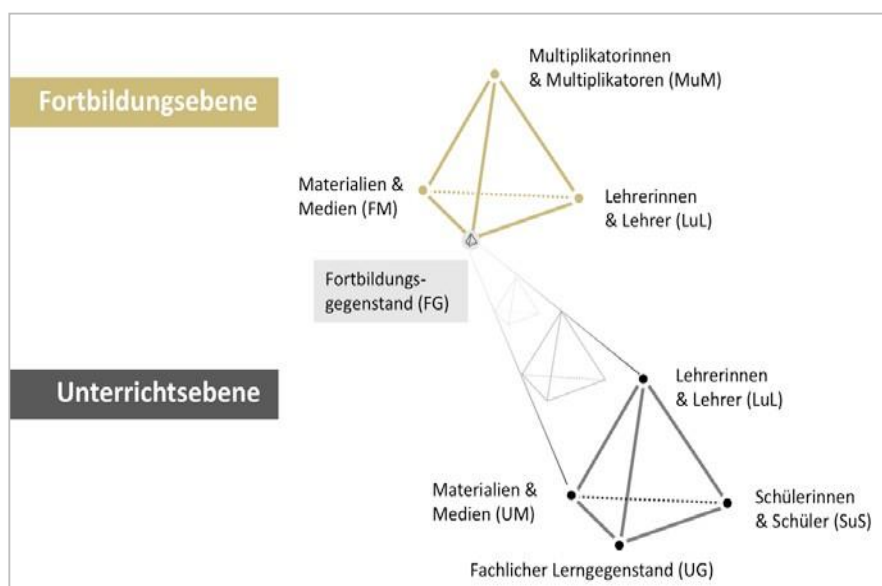 Fortbildungsebene
Multiplikatorinnen
& Multiplikatoren (MuM)
Materialien &
Medien (FM)
Lehrerinnen
& Lehrer (LuL)
Fortbildungs-
gegenstand (FG)
Unterrichtsebene
Lehrerinnen
& Lehrer (LuL)
Materialien &
Medien (UM)
Schülerinnen
& Schüler (SuS)
Fachlicher Lerngegenstand (UG)